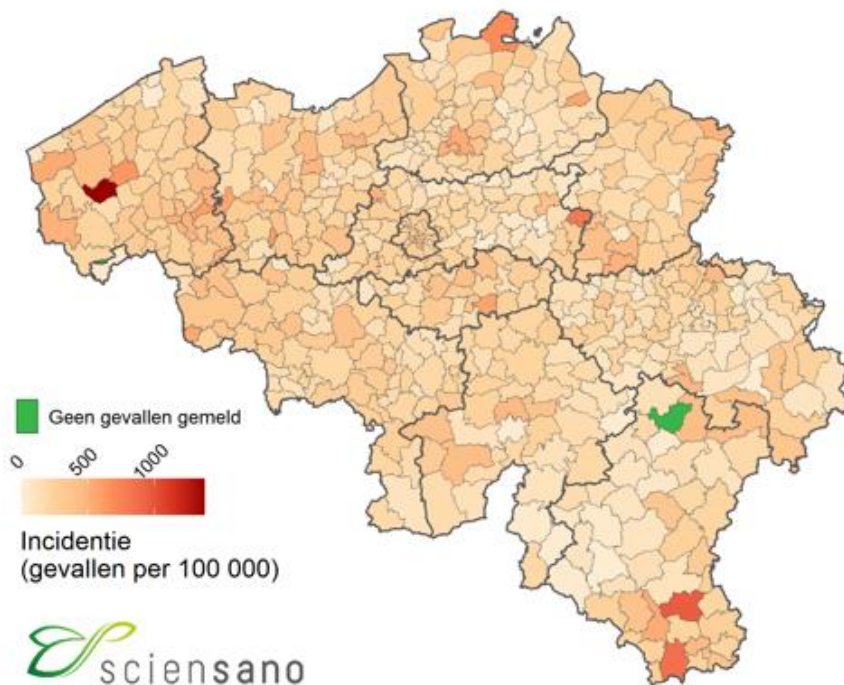 Geen gevallen gemeld
0 500 1000
Incidentie
(gevallen per 100 000)
sciensano